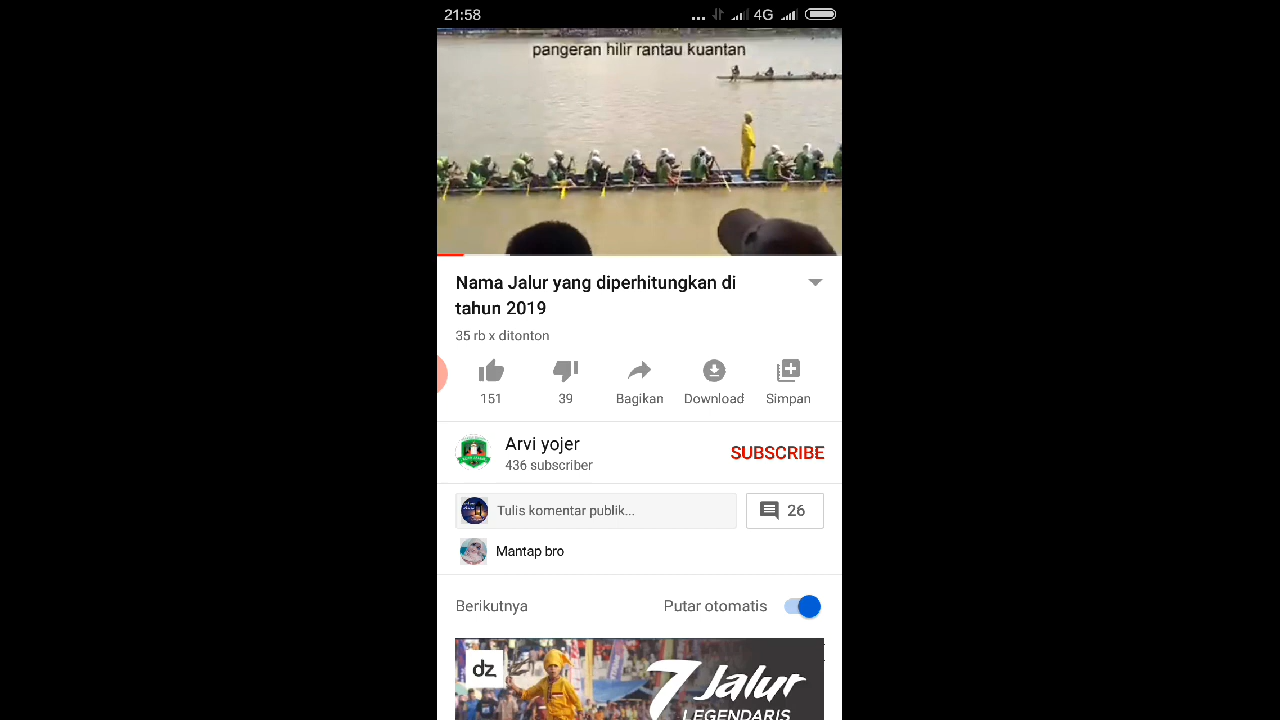 21:58
4G
pangeran hilir rantau kuantan
Nama Jalur yang diperhitungkan di
tahun 2019
35 rb x ditonton
151
39
Bagikan
Download
Simpan
Arvi yojer
436 subscriber
SUBSCRIBE
Tulis komentar publik...
26
Mantap bro
Berikutnya
Putar otomatis
dz
7 Jalur
LEGENDARIS